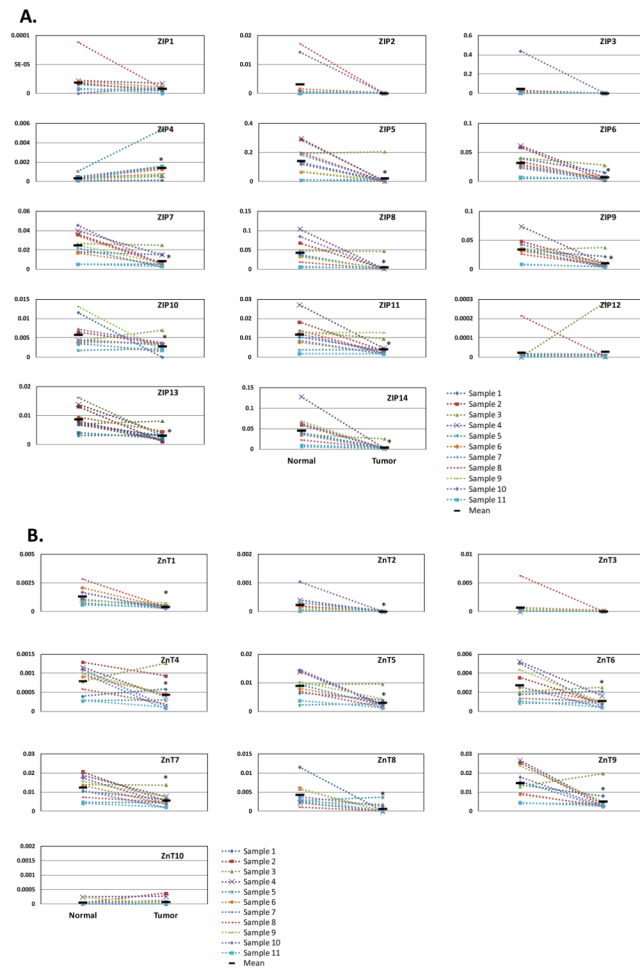 A.
ZIP1 ZIP2 ZIP3
0.0001 0.02 0.6
5E-05 0.01 0.4
0.2
0 0 0
ZIP4 ZIP5 ZIP6
0.006 0.4 0.08
0.004 0.06
0.2 0.04
0.002 0.02
0 0 0
* * *
ZIP7 ZIP8 ZIP9
0.06 0.15 0.1
0.04 0.1
0.05
0.02 0.05
0 0 0
* * *
ZIP10 ZIP11 ZIP12
0.015 0.03 0.0003
0.01 0.02 0.0002
0.005 0.01 0.0001
0 0 0
* *
ZIP13 ZIP14
0.02 0.15
0.01 0.1
0.05
0 0
* *
Normal Tumor
Sample 1
Sample 2
Sample 3
Sample 4
Sample 5
Sample 6
Sample 7
Sample 8
Sample 9
Sample 10
Sample 11
Mean
B.
ZnT1 ZnT2 ZnT3
0.005 0.002 0.01
0.0025 0.001 0.005
0 0 0
* *
ZnT4 ZnT5 ZnT6
0.0015 0.02 0.006
0.001 0.01 0.004
0.0005 0.002
0 0 0
* * *
ZnT7 ZnT8 ZnT9
0.03 0.015 0.03
0.02 0.01 0.02
0.01 0.005 0.01
0 0 0
* * *
ZnT10
0.002
0.0015
0.001
0.0005
0
Normal Tumor
Sample 1
Sample 2
Sample 3
Sample 4
Sample 5
Sample 6
Sample 7
Sample 8
Sample 9
Sample 10
Sample 11
Mean